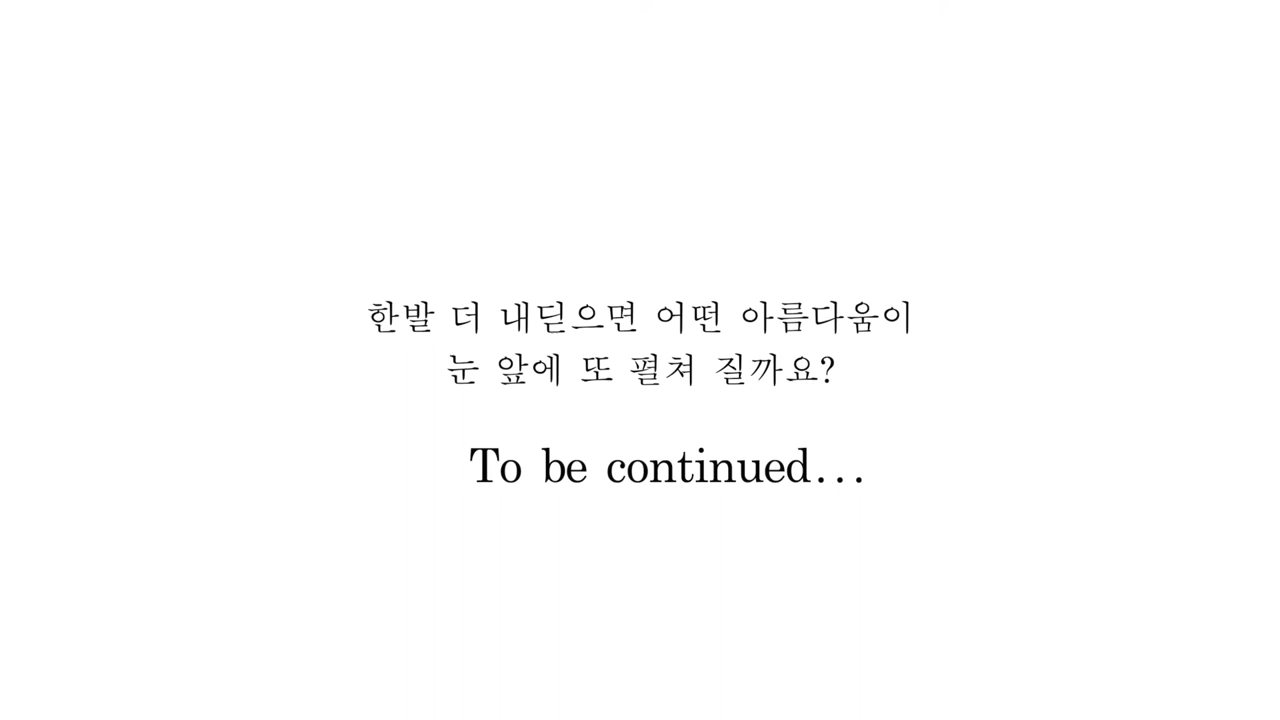 한발 더 내딛으면 어떤 아름다움이
눈 앞에 또 펼쳐 질까요?
To be continued...